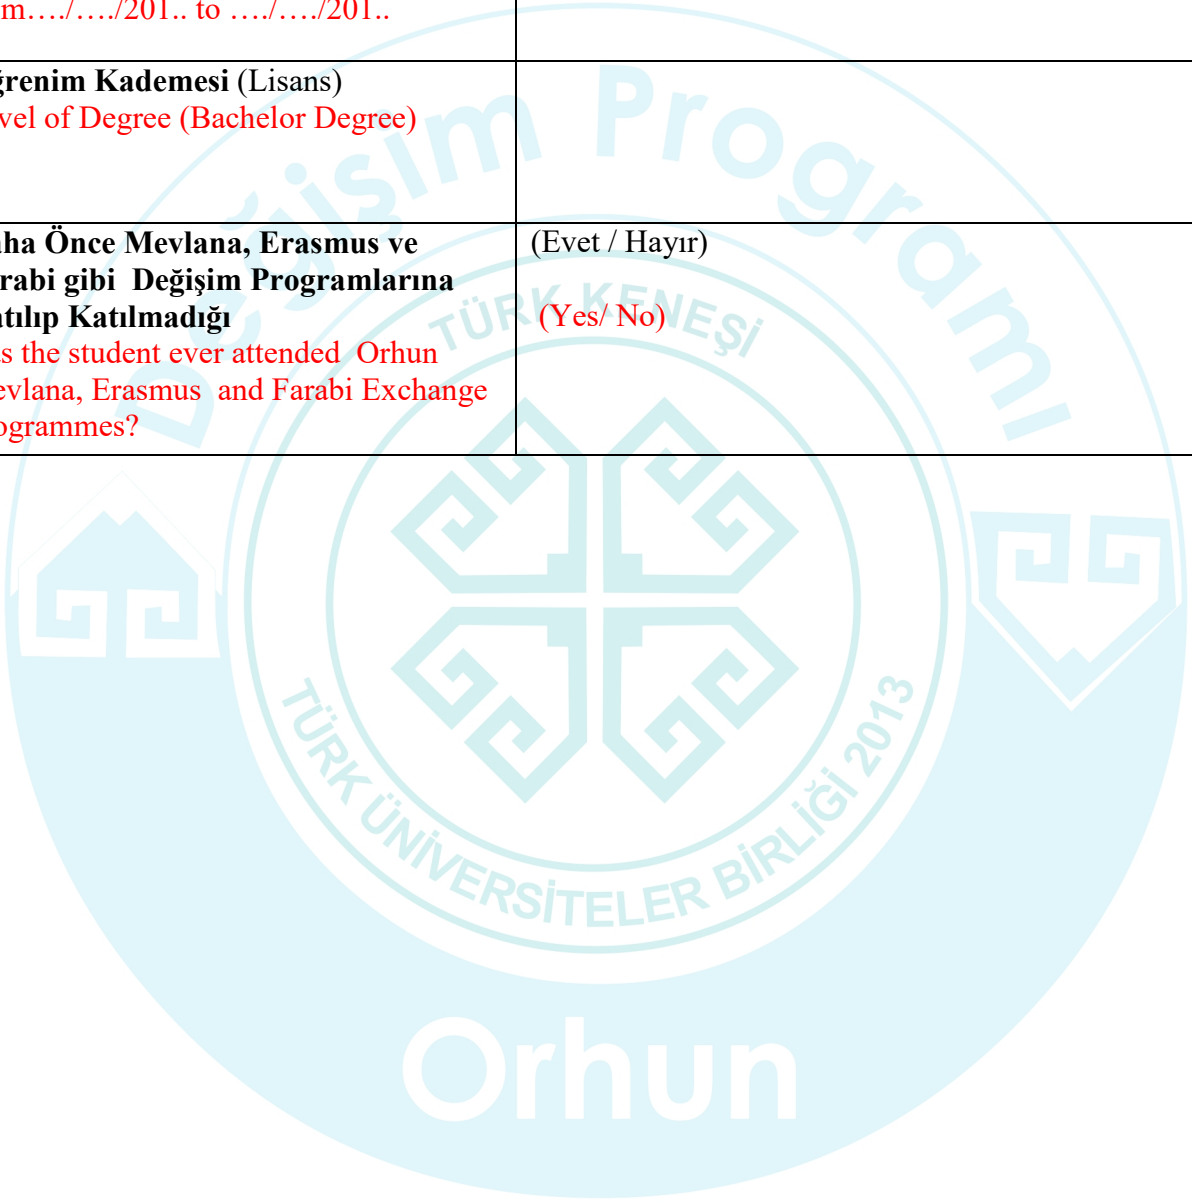 m…./…./201.. to …./…./201..
ğrenim Kademesi (Lisans)
vel of Degree (Bachelor Degree)
aha Önce Mevlana, Erasmus ve
rabi gibi Değişim Programlarına
atılıp Katılmadığı
(Evet / Hayır)
(Yes/ No)
s the student ever attended Orhun
evlana, Erasmus and Farabi Exchange
ogrammes?
Değişim Programı
TÜRK KENEŞİ
TÜRK ÜNİVERSİTELER BİRLİĞİ 2013
Orhun